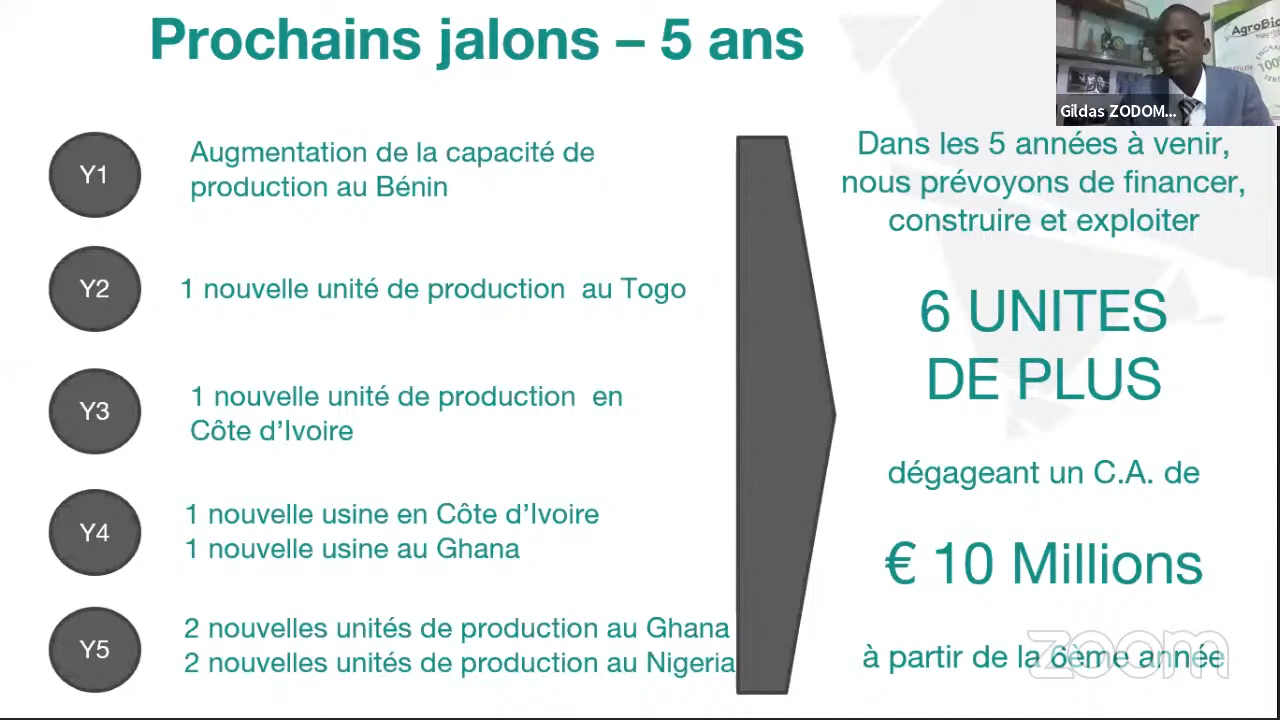 Prochains jalons – 5 ans
Y1
Augmentation de la capacité de
production au Bénin
Y2
1 nouvelle unité de production au Togo
Y3
1 nouvelle unité de production en
Côte d’Ivoire
Y4
1 nouvelle usine en Côte d’Ivoire
1 nouvelle usine au Ghana
Y5
2 nouvelles unités de production au Ghana
2 nouvelles unités de production au Nigeria
AgroBio
100%
Gildas ZODOM...
Dans les 5 années à venir,
nous prévoyons de financer,
construire et exploiter
6 UNITES
DE PLUS
dégageant un C.A. de
€ 10 Millions
à partir de la 6ème année
zoom